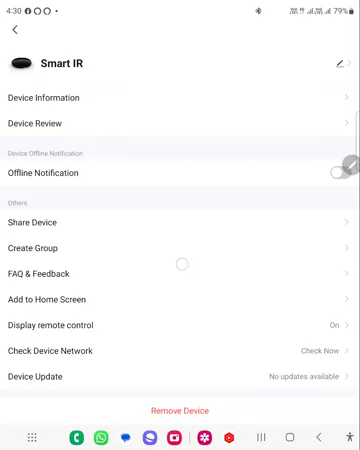 4:30
79%
Smart IR
Device Information
Device Review
Device Offline Notification
Offline Notification
Others
Share Device
Create Group
FAQ & Feedback
Add to Home Screen
Display remote control On
Check Device Network Check Now
Device Update No updates available
Remove Device